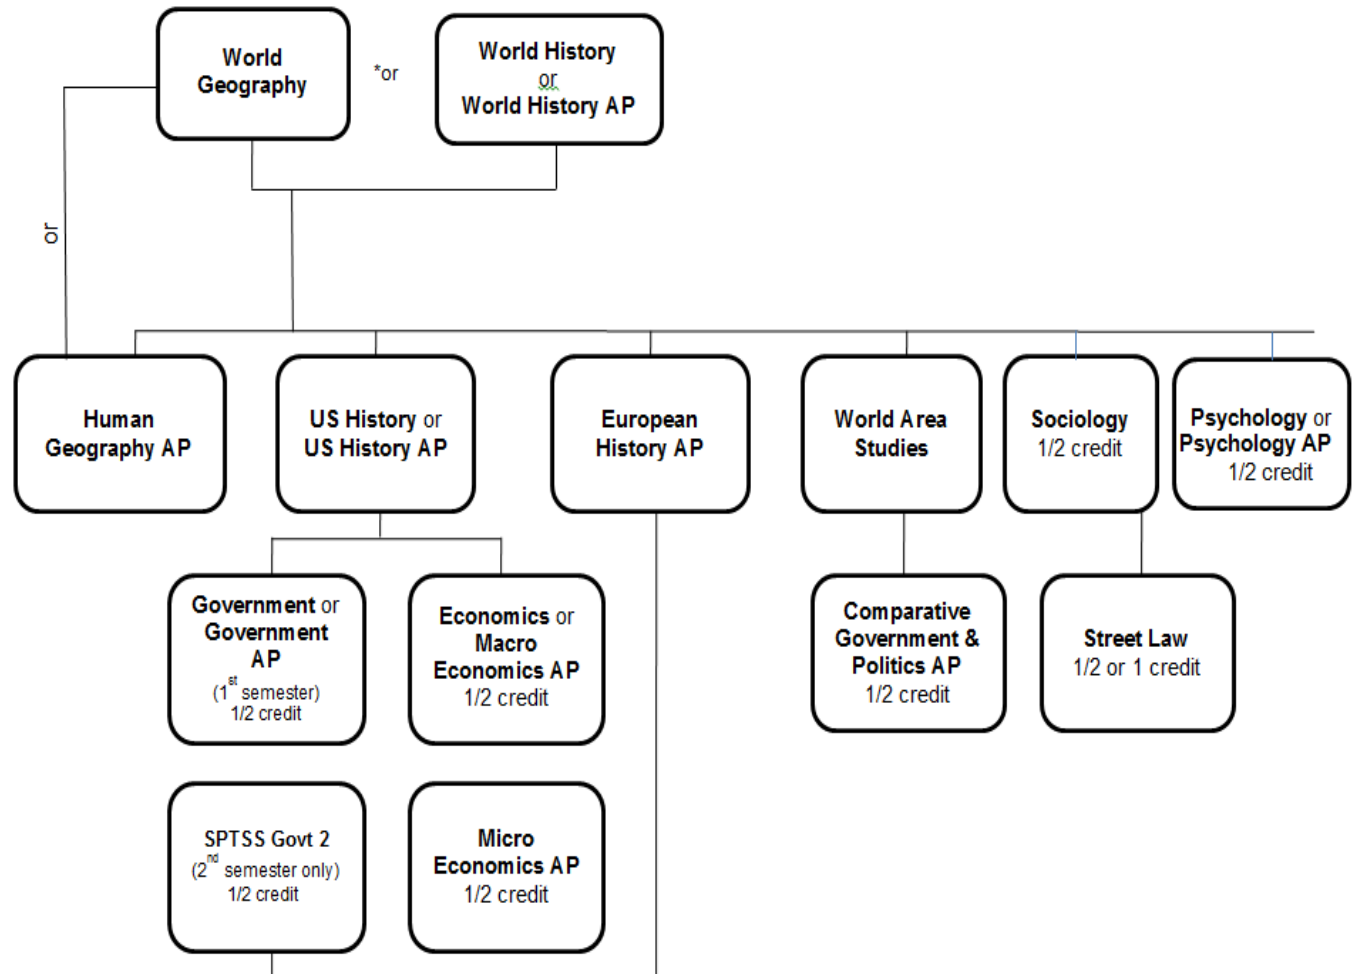 World
Geography
*or
World History
or
World History AP
or
Human
Geography AP
US History or
US History AP
European
History AP
World Area
Studies
Sociology
1/2 credit
Psychology or
Psychology AP
1/2 credit
Government or
Government
AP
(1st semester)
1/2 credit
Economics or
Macro
Economics AP
1/2 credit
Comparative
Government &
Politics AP
1/2 credit
Street Law
1/2 or 1 credit
SPTSS Govt 2
(2nd semester only)
1/2 credit
Micro
Economics AP
1/2 credit